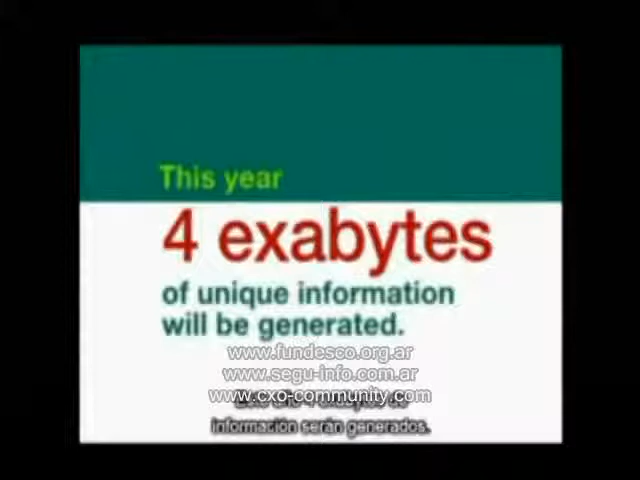 This year
4 exabytes
of unique information
will be generated.
www.fundesco.org.ar
www.segu-info.com.ar
www.cxo-community.com
información serán generados.